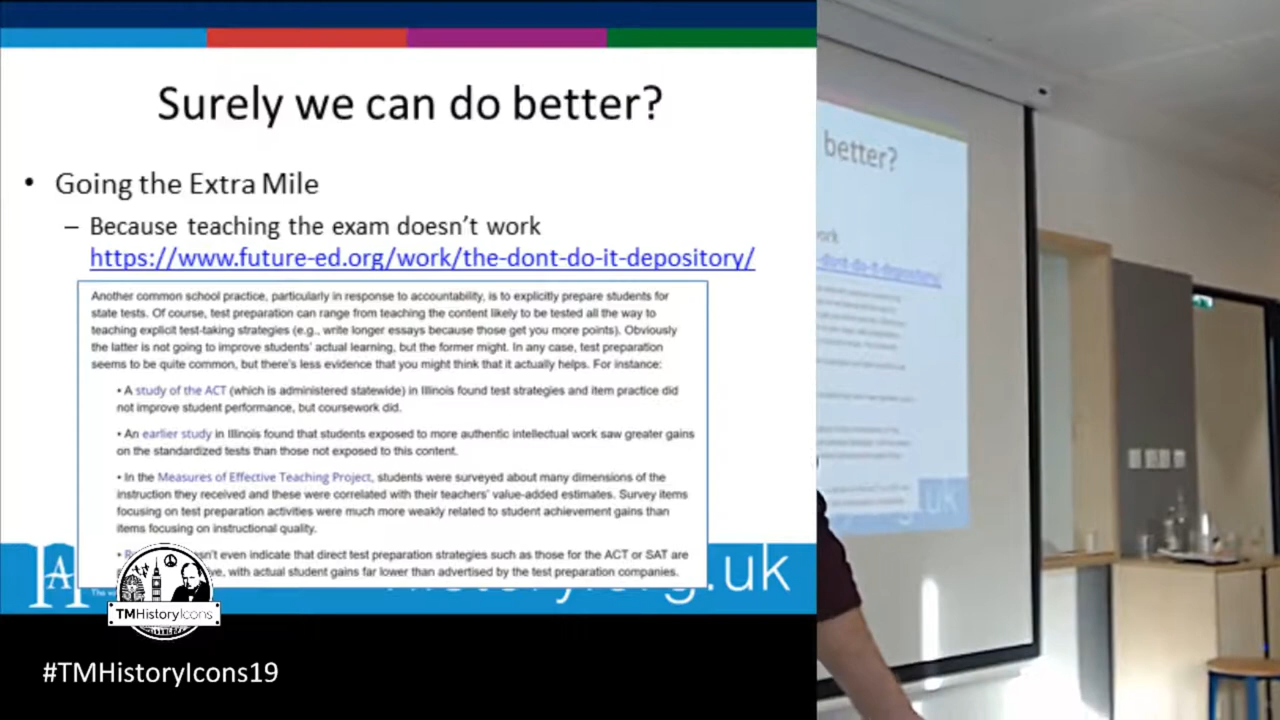 Surely we can do better?
• Going the Extra Mile
– Because teaching the exam doesn't work
https://www.future-ed.org/work/the-dont-do-it-depository/
Another common school practice, particularly in response to accountability, is to explicitly prepare students for
state tests. Of course, test preparation can range from teaching the content likely to be tested all the way to
teaching explicit test-taking strategies (e.g., write longer essays because those get you more points). Obviously
the latter is not going to improve students' actual learning, but the former might. In any case, test preparation
seems to be quite common, but there's less evidence that you might think that it actually helps. For instance:
• A study of the ACT (which is administered statewide) in Illinois found test strategies and item practice did
not improve student performance, but coursework did.
• An earlier study in Illinois found that students exposed to more authentic intellectual work saw greater gains
on the standardized tests than those not exposed to this content.
• In the Measures of Effective Teaching Project, students were surveyed about many dimensions of the
instruction they received and these were correlated with their teachers' value-added estimates. Survey items
focusing on test preparation activities were much more weakly related to student achievement gains than
items focusing on instructional quality.
even indicate that direct test preparation strategies such as those for the ACT or SAT are
with actual student gains far lower than advertised by the test preparation companies.
.uk
TMHistoryIcons
#TMHistoryIcons19
better?
work
-dont-do-it-depository/
.uk